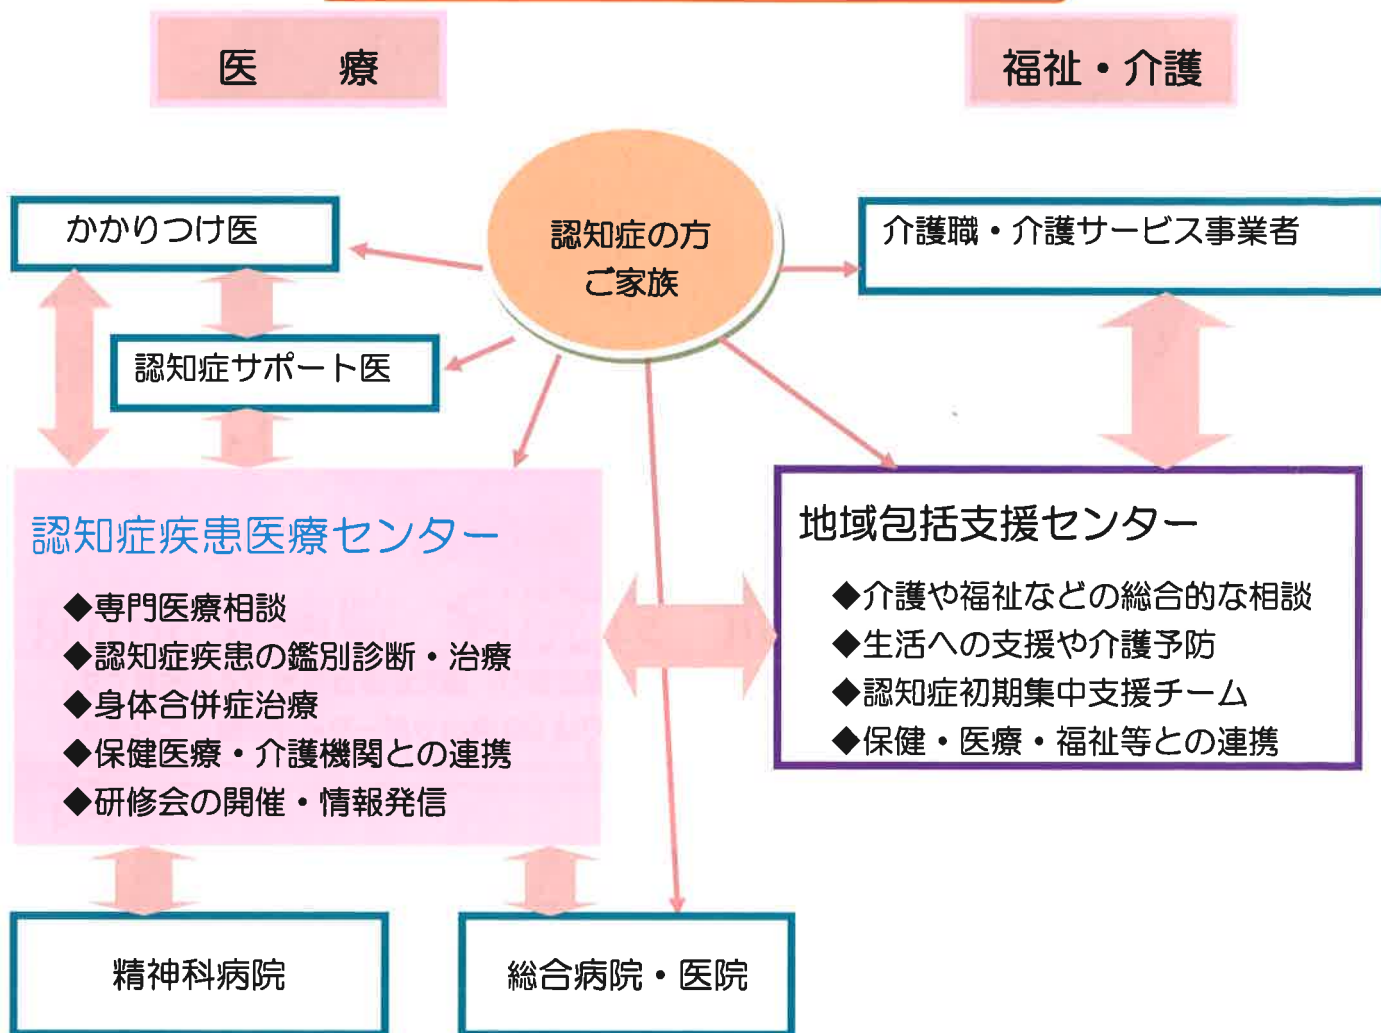 医　療
福祉・介護
認知症の方
ご家族
かかりつけ医
介護職・介護サービス事業者
認知症サポート医
認知症疾患医療センター
◆専門医療相談
◆認知症疾患の鑑別診断・治療
◆身体合併症治療
◆保健医療・介護機関との連携
◆研修会の開催・情報発信
地域包括支援センター
◆介護や福祉などの総合的な相談
◆生活への支援や介護予防
◆認知症初期集中支援チーム
◆保健・医療・福祉等との連携
精神科病院
総合病院・医院